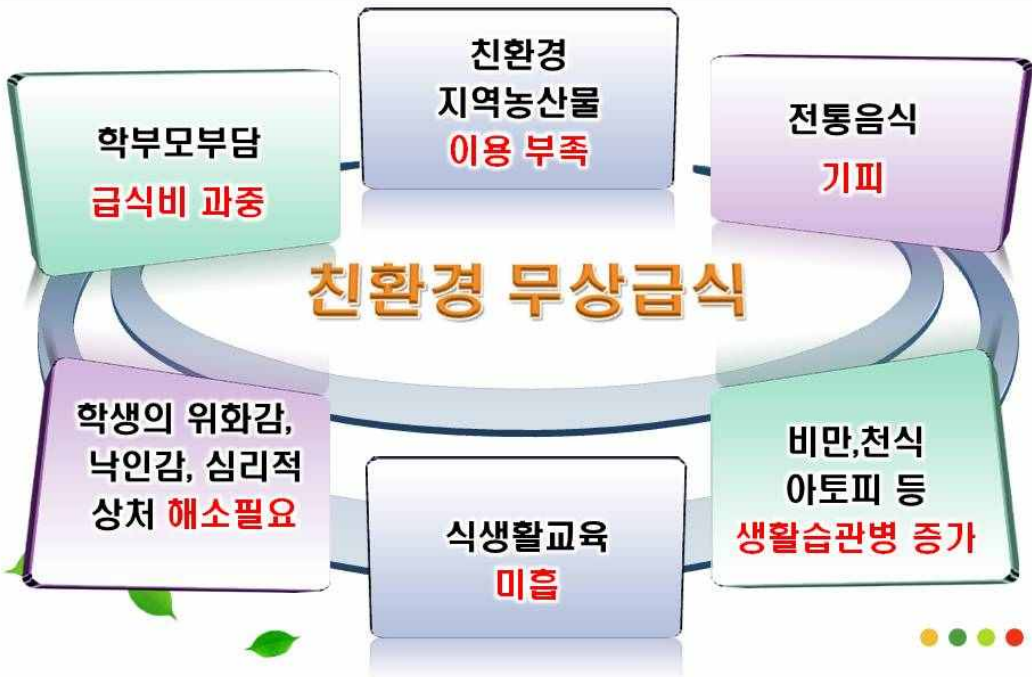 친환경
지역농산물
이용 부족
학부모부담
급식비 과중
전통음식
기피
친환경 무상급식
학생의 위화감,
낙인감, 심리적
상처 해소필요
비만,천식
아토피 등
생활습관병 증가
식생활교육
미흡